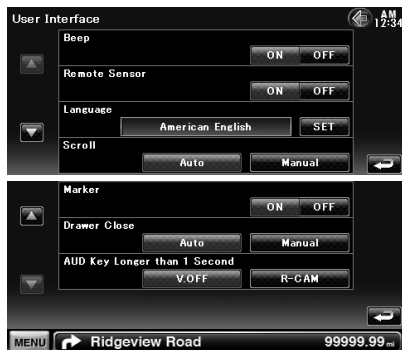 User Interface
AM 12:34
Beep
ON OFF
Remote Sensor
ON OFF
Language
American English SET
Scroll
Auto Manual
Marker
ON OFF
Drawer Close
Auto Manual
AUD Key Longer than 1 Second
V.OFF R-CAM
MENU Ridgeview Road 99999.99 mi